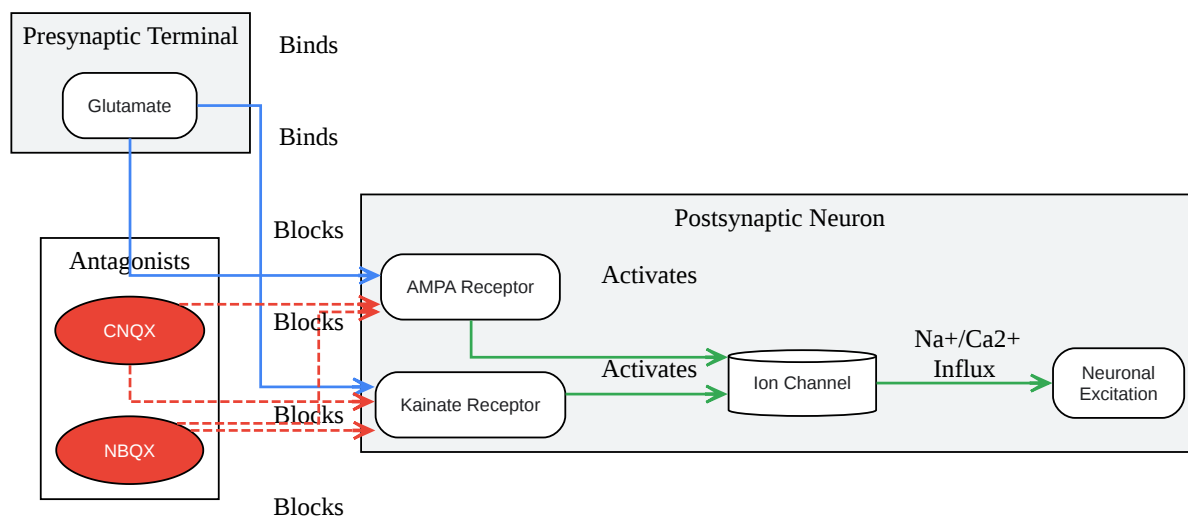 Presynaptic Terminal
Glutamate
Binds
Binds
Blocks
Postsynaptic Neuron
Antagonists
AMPA Receptor
Activates
CNQX
Blocks
Na+/Ca2+
Influx
Activates
Ion Channel
Neuronal
Excitation
Kainate Receptor
Blocks
NBQX
Blocks